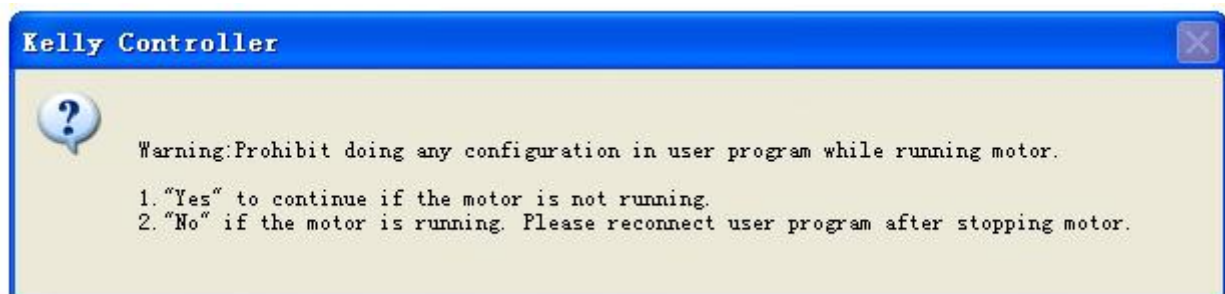 Kelly Controller
Warning:Prohibit doing any configuration in user program while running motor.
1."Yes" to continue if the motor is not running.
2."No" if the motor is running. Please reconnect user program after stopping motor.